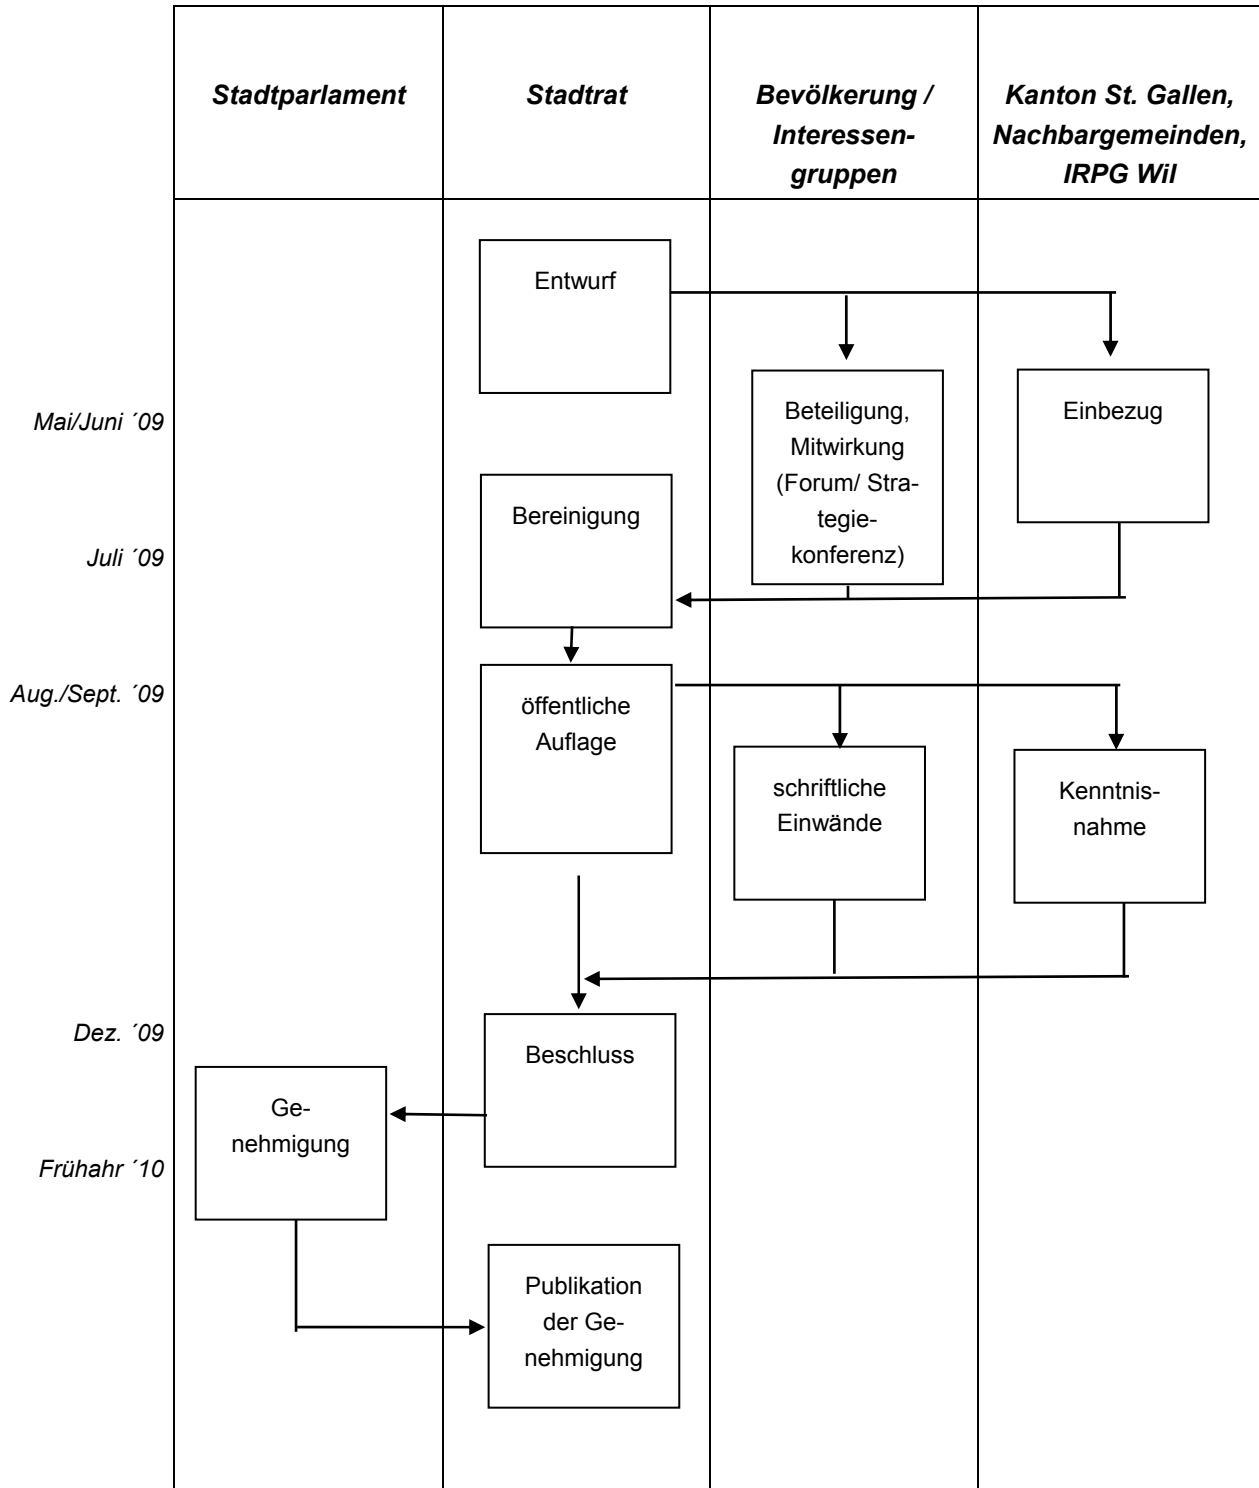 Stadtparlament
Stadtrat
Bevölkerung /
Interessen-
gruppen
Kanton St. Gallen,
Nachbargemeinden,
IRPG Wil
Entwurf
Mai/Juni ´09
Beteiligung,
Mitwirkung
(Forum/ Stra-
tegie-
konferenz)
Einbezug
Bereinigung
Juli ´09
Aug./Sept. ´09
öffentliche
Auflage
schriftliche
Einwände
Kenntnis-
nahme
Dez. ´09
Beschluss
Ge-
nehmigung
Frühahr ´10
Publikation
der Ge-
nehmigung